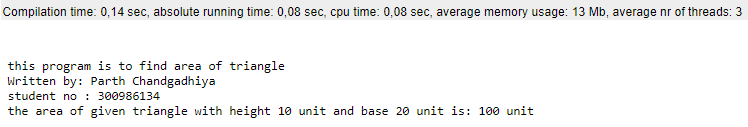 Compilation time: 0,14 sec, absolute running time: 0,08 sec, cpu time: 0,08 sec, average memory usage: 13 Mb, average nr of threads: 3
this program is to find area of triangle
Written by: Parth Chandgadhiya
student no : 300986134
the area of given triangle with height 10 unit and base 20 unit is: 100 unit